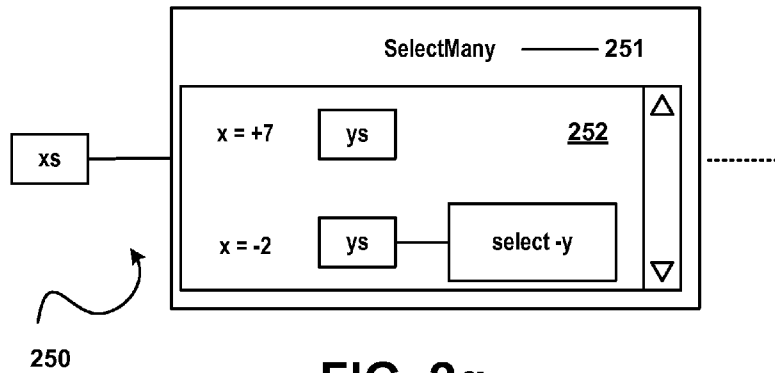 SelectMany 251
x = +7 ys 252
xs
x = -2 ys select -y
250